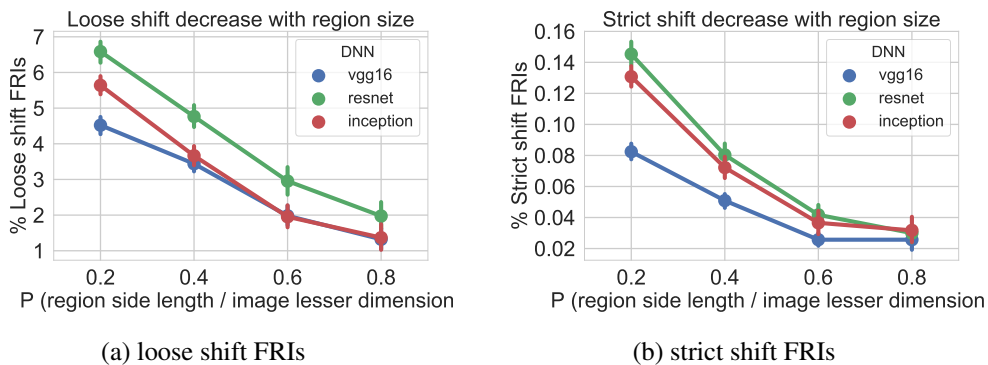 Loose shift decrease with region size
7
6
5
4
3
2
1
% Loose shift FRIs
DNN
vgg16
resnet
inception
0.2 0.4 0.6 0.8
P (region side length / image lesser dimension
(a) loose shift FRIs
Strict shift decrease with region size
0.16
0.14
0.12
0.10
0.08
0.06
0.04
0.02
% Strict shift FRIs
DNN
vgg16
resnet
inception
0.2 0.4 0.6 0.8
P (region side length / image lesser dimension
(b) strict shift FRIs